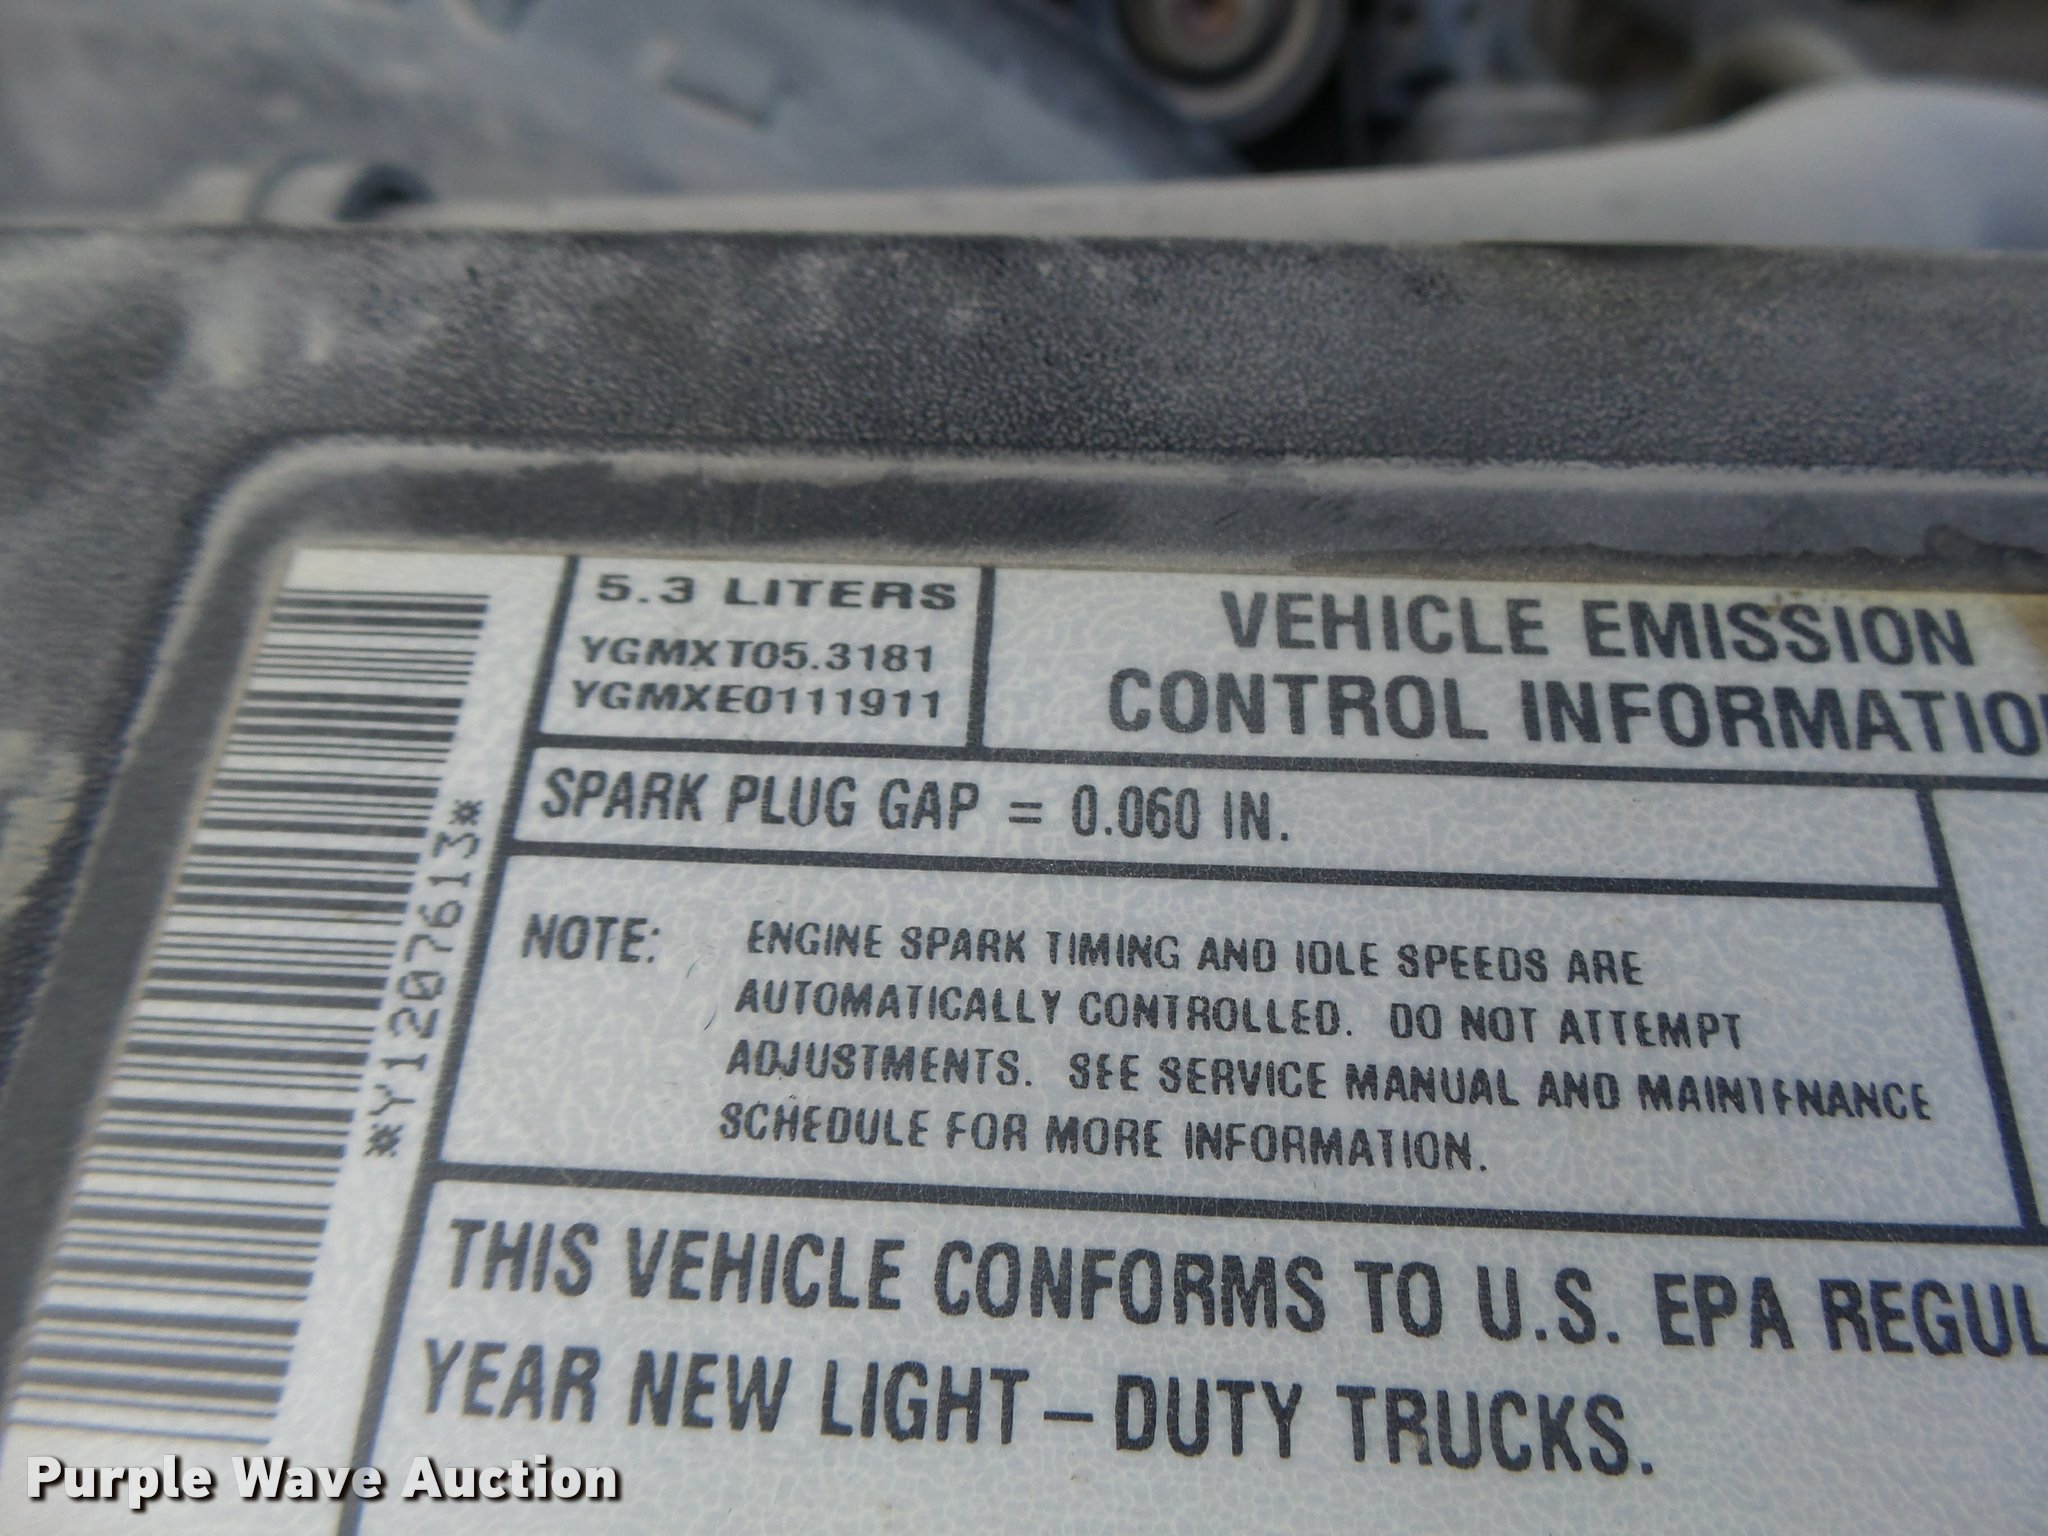 5.3 LITERS
YGMXT05.3181
YGMXE0111911
VEHICLE EMISSION
CONTROL INFORMATIO
SPARK PLUG GAP = 0.060 IN.
NOTE: ENGINE SPARK TIMING AND IDLE SPEEDS ARE
AUTOMATICALLY CONTROLLED. DO NOT ATTEMPT
ADJUSTMENTS. SEE SERVICE MANUAL AND MAINTENANCE
SCHEDULE FOR MORE INFORMATION.
THIS VEHICLE CONFORMS TO U.S. EPA REGUL
YEAR NEW LIGHT - DUTY TRUCKS.
*Y1207613*
Purple Wave Auction